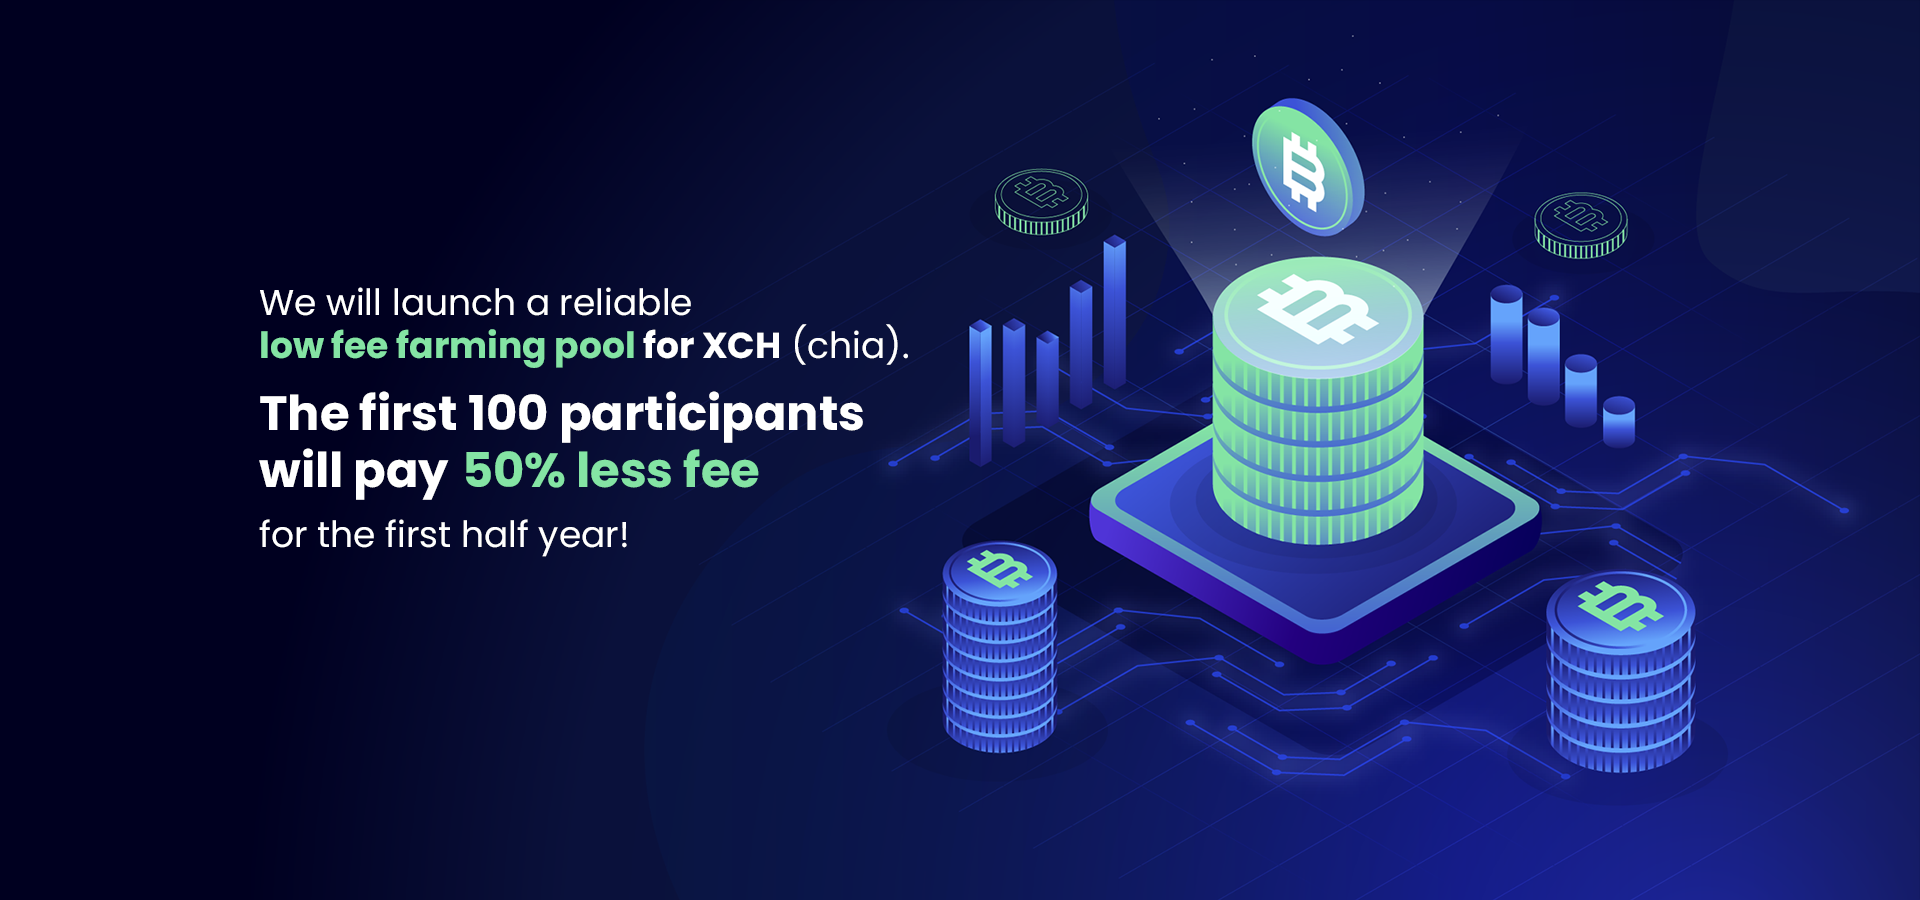 We will launch a reliable
low fee farming pool for XCH (chia).
The first 100 participants
will pay 50% less fee
for the first half year!